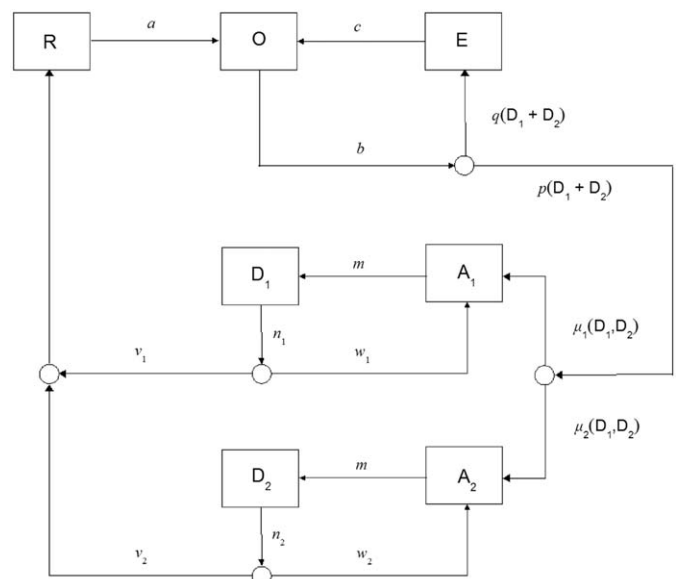 R a O c E
q(D₁ + D₂)
b
p(D₁ + D₂)
D₁ m A₁
n₁ μ₁(D₁,D₂)
v₁ w₁
μ₂(D₁,D₂)
D₂ m A₂
n₂
v₂ w₂